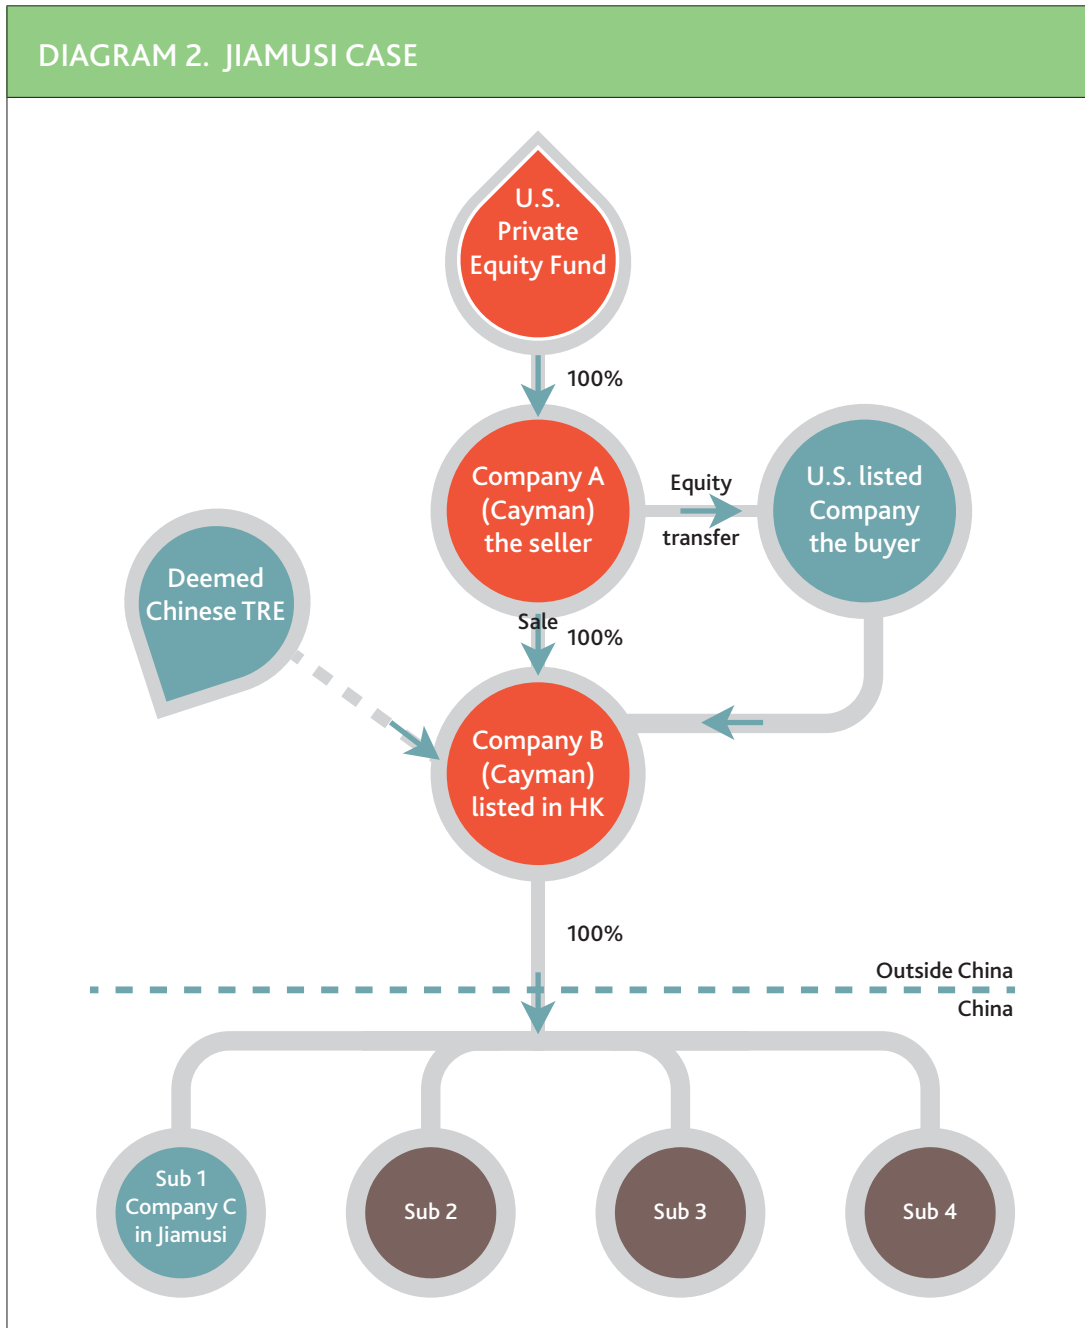 DIAGRAM 2. JIAMUSI CASE
U.S.
Private
Equity Fund
100%
Company A
(Cayman)
the seller
Equity
transfer
U.S. listed
Company
the buyer
Deemed
Chinese TRE
Sale
100%
Company B
(Cayman)
listed in HK
100%
Outside China
China
Sub 1
Company C
in Jiamusi
Sub 2
Sub 3
Sub 4